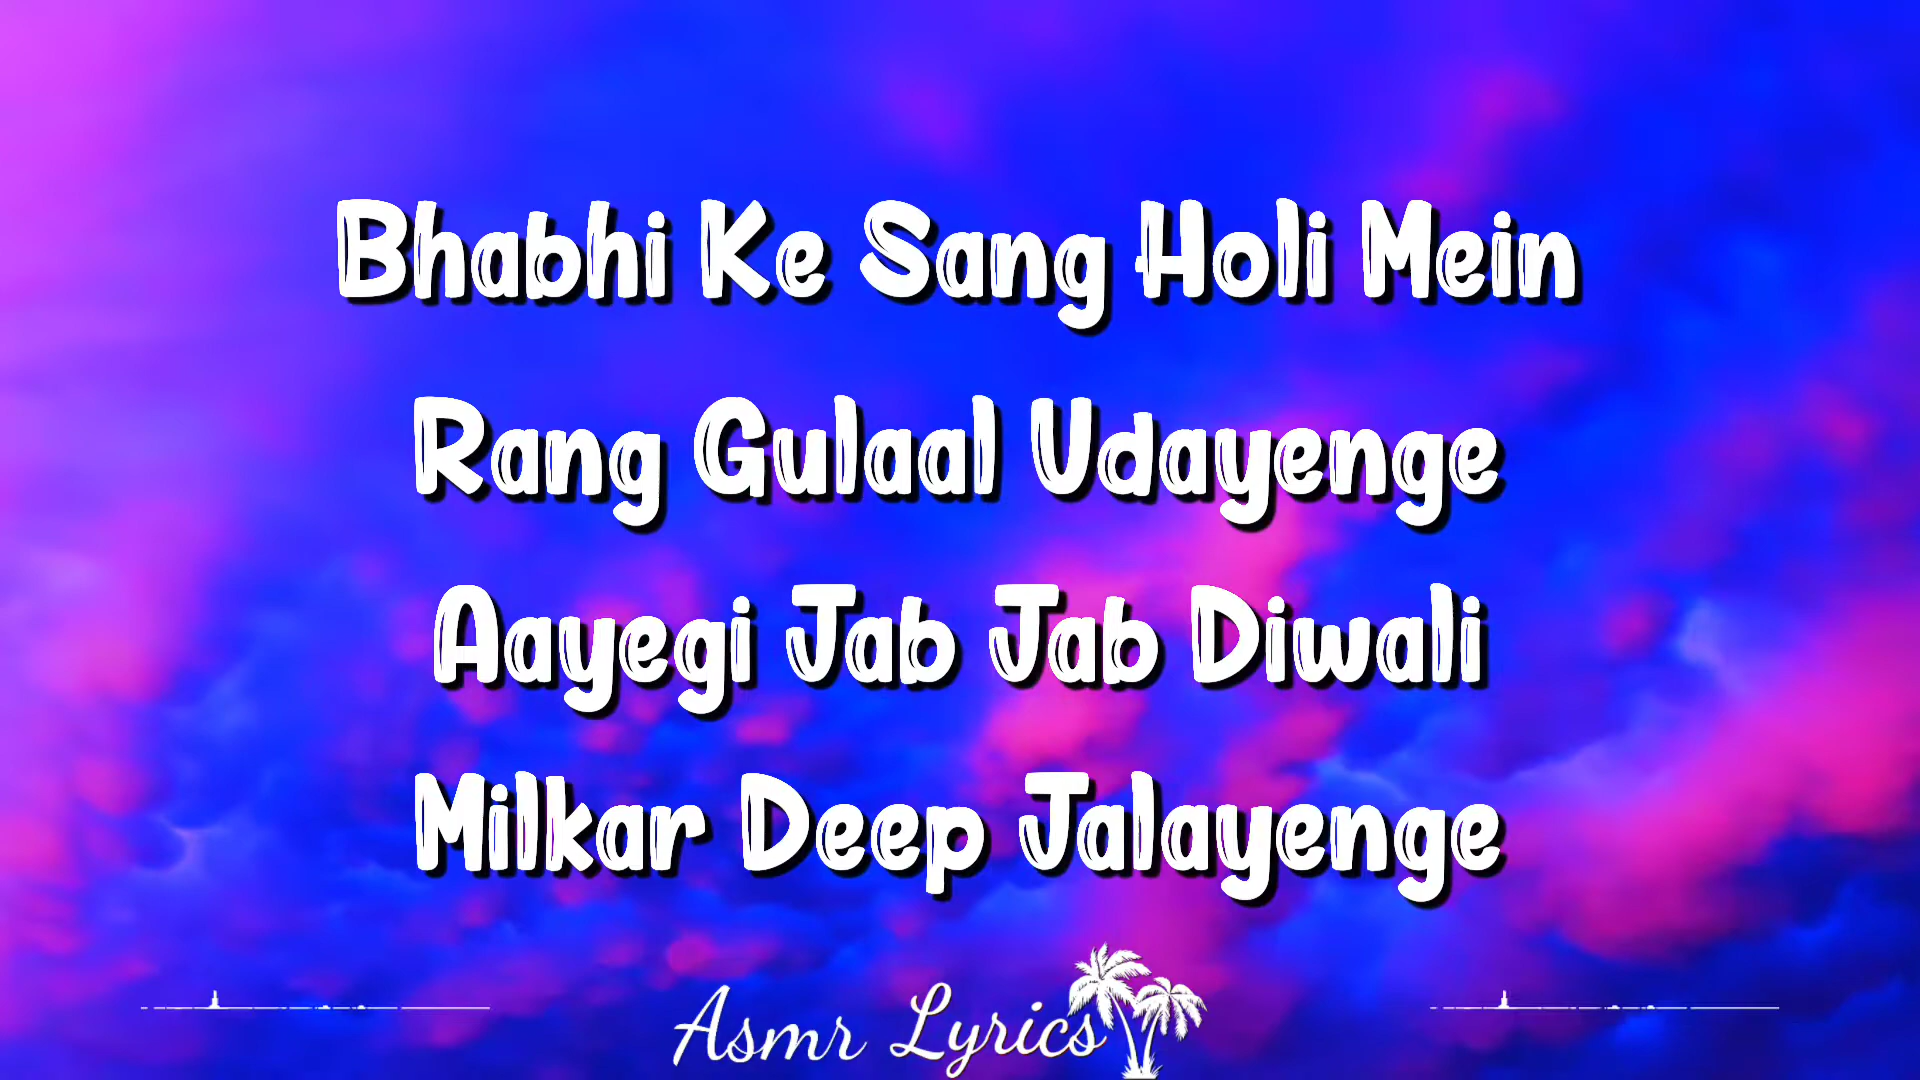 Bhabhi Ke Sang Holi Mein
Rang Gulaal Udayenge
Aayegi Jab Jab Diwali
Milkar Deep Jalayenge
Asmr Lyrics